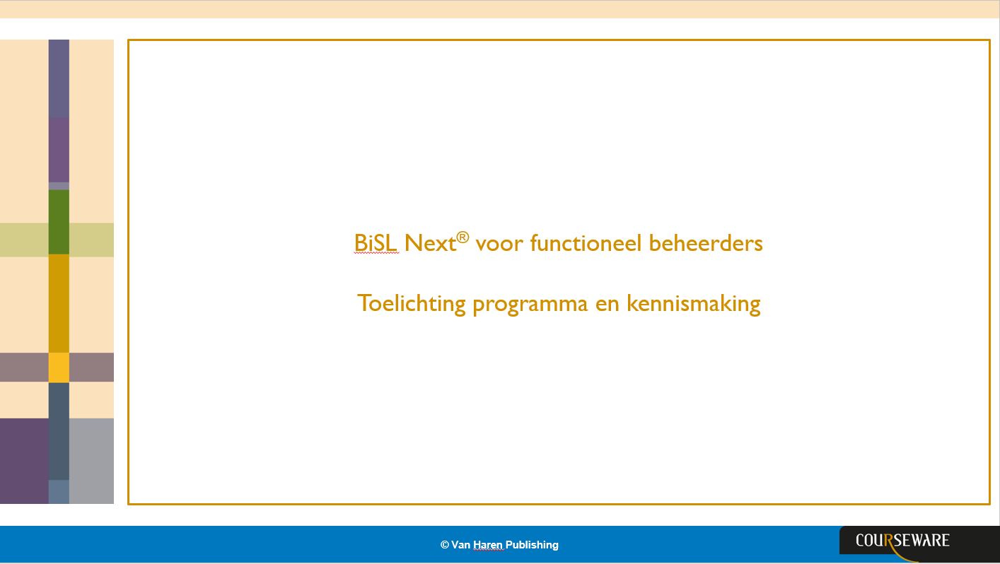 BiSL Next® voor functioneel beheerders
Toelichting programma en kennismaking
© Van Haren Publishing
COURSEWARE